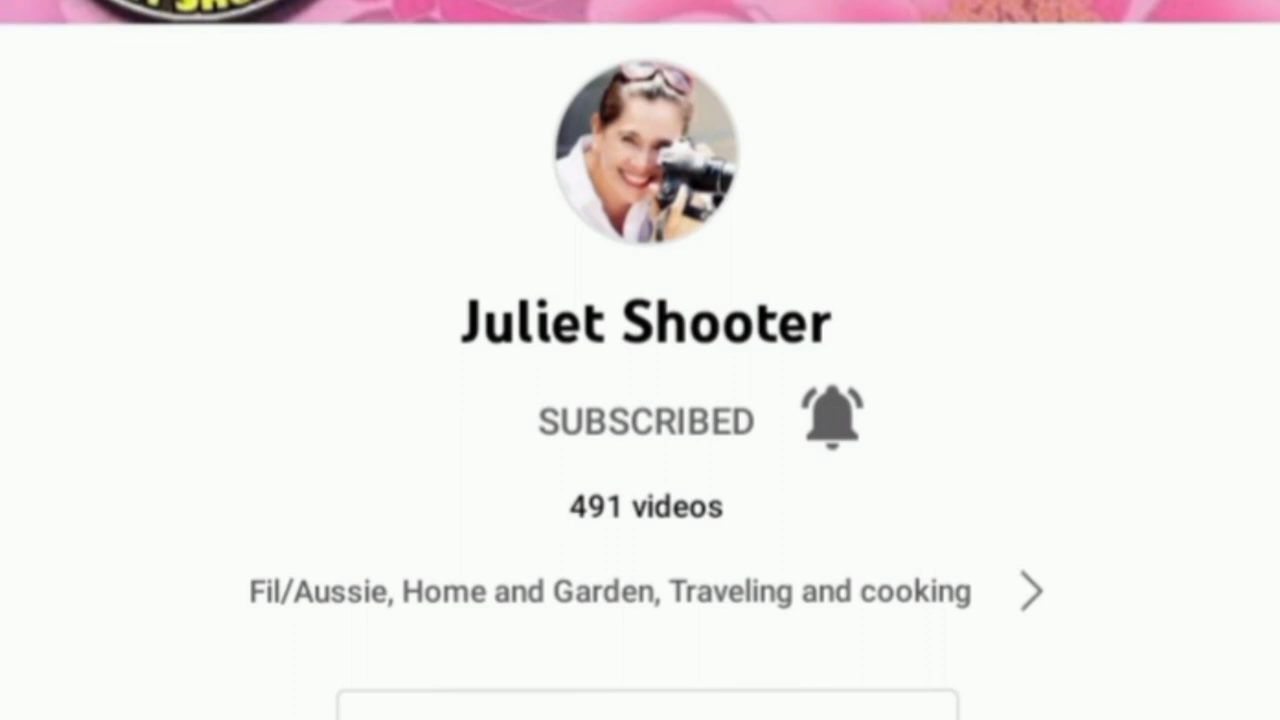 Juliet Shooter
SUBSCRIBED
491 videos
Fil/Aussie, Home and Garden, Traveling and cooking